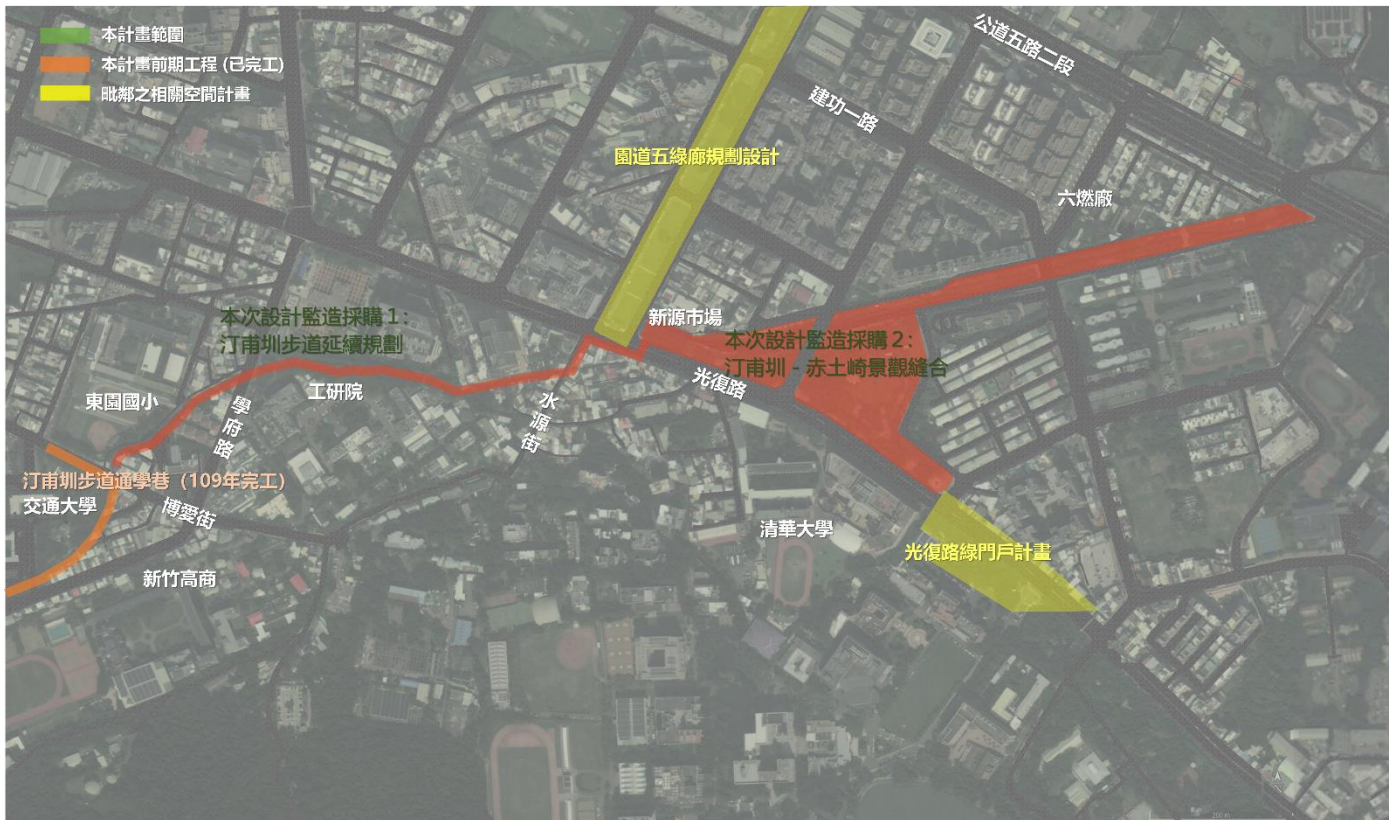 本計畫範圍
本計畫前期工程 (已完工)
毗鄰之相關空間計畫
公道五路二段
建功一路
園道五綠廊規劃設計
六燃廠
新源市場
本次設計監造採購 1：
汀甫圳步道延續規劃
本次設計監造採購 2：
汀甫圳 - 赤土崎景觀縫合
光復路
工研院
東園國小
學府路
水源街
汀甫圳步道通學巷（109年完工）
交通大學
博愛街
新竹高商
清華大學
光復路綠門戶計畫
200 m